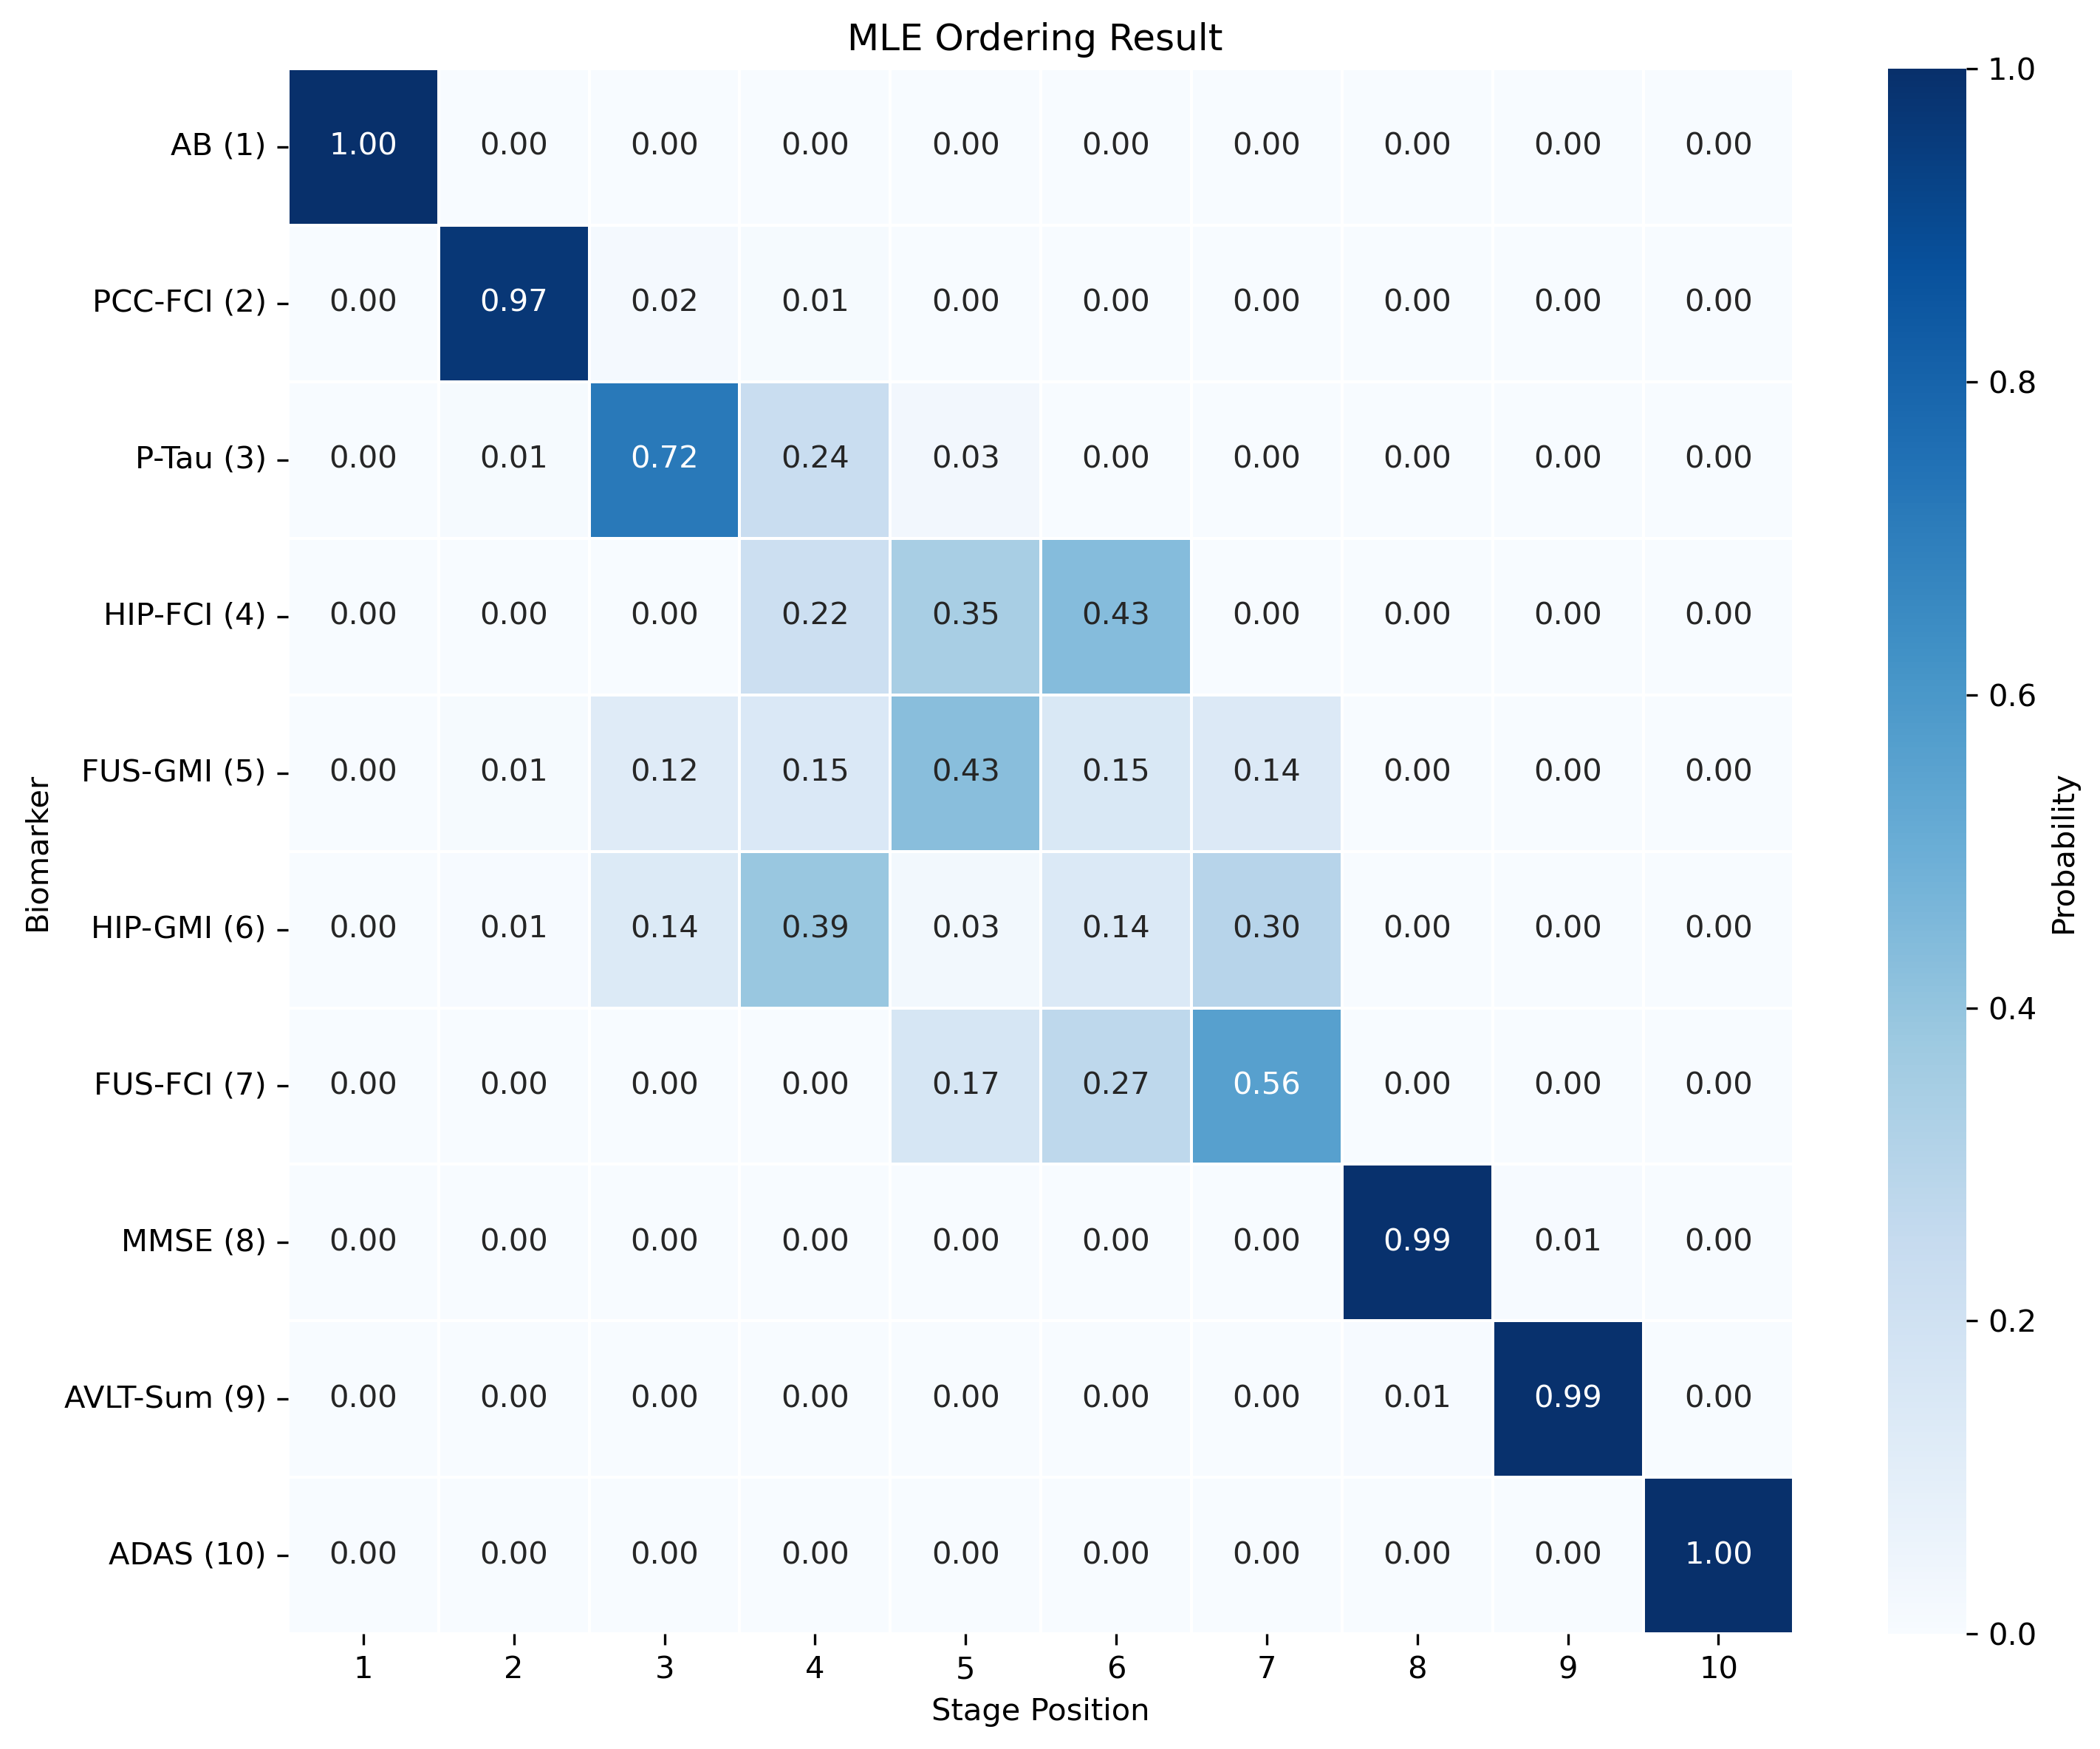 MLE Ordering Result
AB (1) 1.00 0.00 0.00 0.00 0.00 0.00 0.00 0.00 0.00 0.00
PCC-FCI (2) 0.00 0.97 0.02 0.01 0.00 0.00 0.00 0.00 0.00 0.00
P-Tau (3) 0.00 0.01 0.72 0.24 0.03 0.00 0.00 0.00 0.00 0.00
HIP-FCI (4) 0.00 0.00 0.00 0.22 0.35 0.43 0.00 0.00 0.00 0.00
FUS-GMI (5) 0.00 0.01 0.12 0.15 0.43 0.15 0.14 0.00 0.00 0.00
HIP-GMI (6) 0.00 0.01 0.14 0.39 0.03 0.14 0.30 0.00 0.00 0.00
FUS-FCI (7) 0.00 0.00 0.00 0.00 0.17 0.27 0.56 0.00 0.00 0.00
MMSE (8) 0.00 0.00 0.00 0.00 0.00 0.00 0.00 0.99 0.01 0.00
AVLT-Sum (9) 0.00 0.00 0.00 0.00 0.00 0.00 0.00 0.01 0.99 0.00
ADAS (10) 0.00 0.00 0.00 0.00 0.00 0.00 0.00 0.00 0.00 1.00
1 2 3 4 5 6 7 8 9 10
Stage Position
Biomarker
1.0
0.8
0.6
0.4
0.2
0.0
Probability